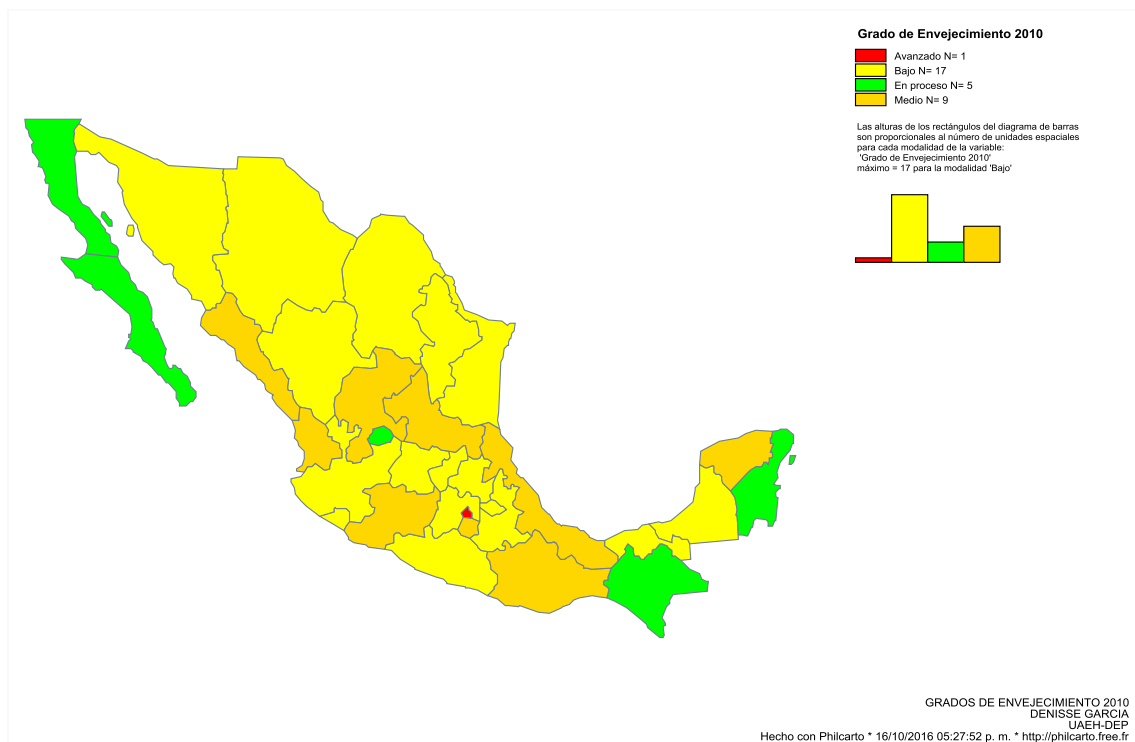 Grado de Envejecimiento 2010
Avanzado N= 1
Bajo N= 17
En proceso N= 5
Medio N= 9
Las alturas de los rectángulos del diagrama de barras
son proporcionales al número de unidades espaciales
para cada modalidad de la variable:
'Grado de Envejecimiento 2010'
máximo = 17 para la modalidad 'Bajo'
GRADOS DE ENVEJECIMIENTO 2010
DENISSE GARCIA
UAEH-DEP
Hecho con Philcarto * 16/10/2016 05:27:52 p. m. * http://philcarto.free.fr